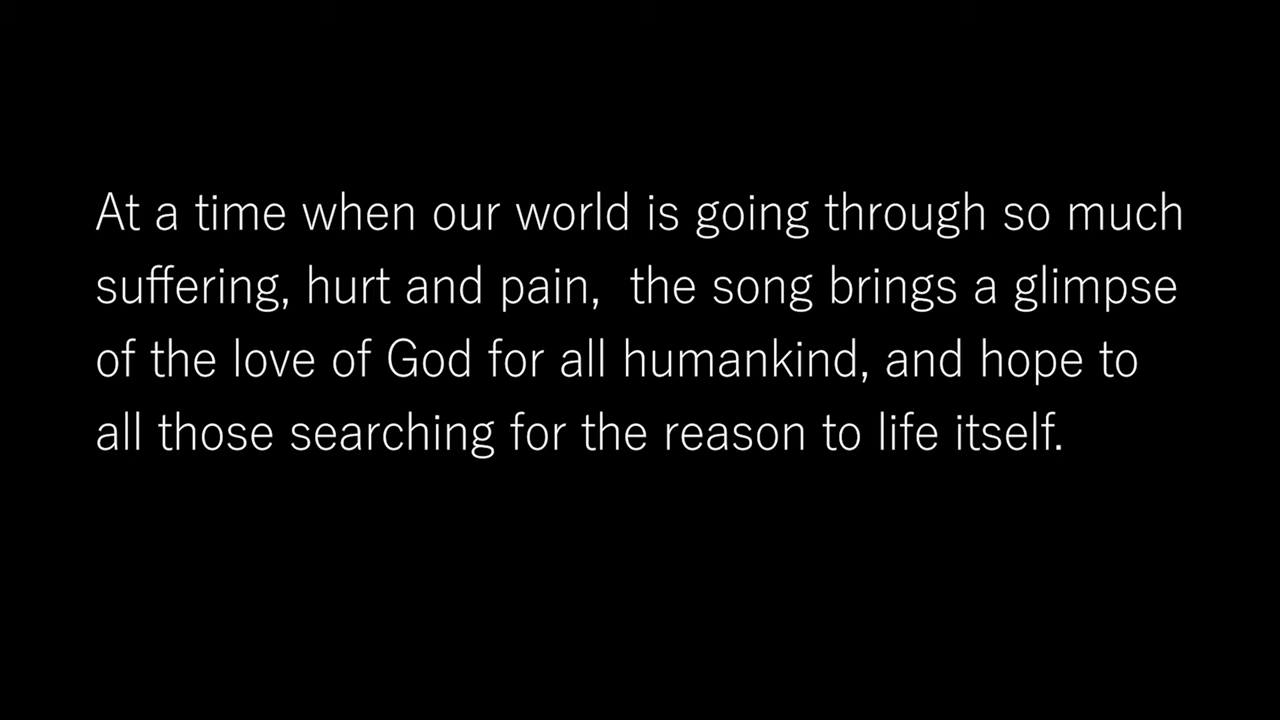 At a time when our world is going through so much
suffering, hurt and pain,  the song brings a glimpse
of the love of God for all humankind, and hope to
all those searching for the reason to life itself.